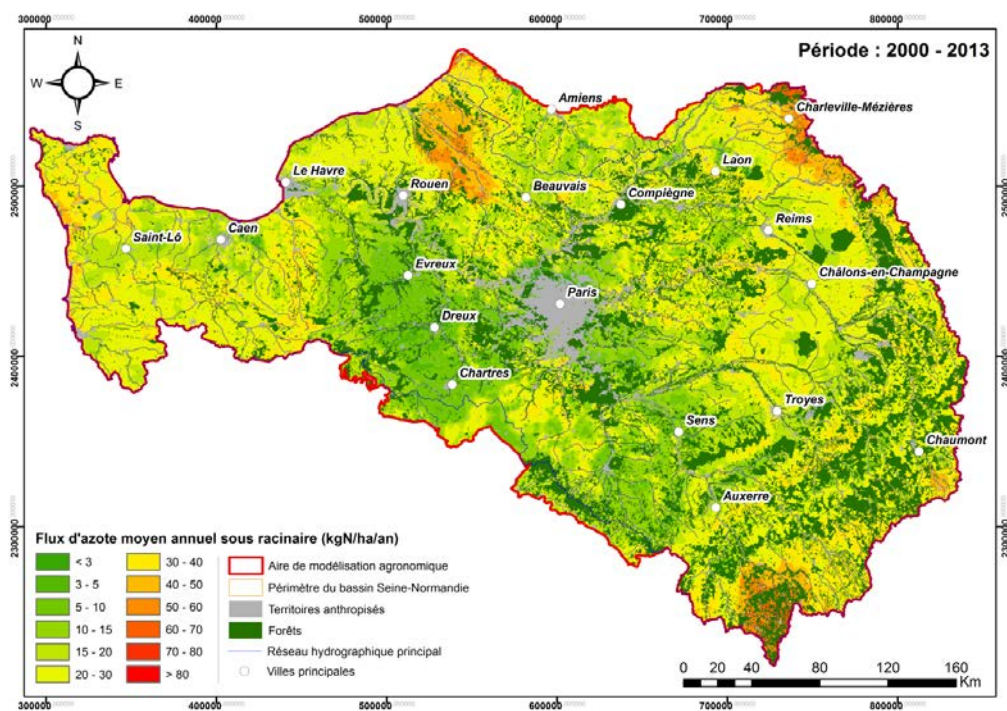 300000 400000 500000 600000 700000 800000
Période : 2000 - 2013
N
W E
S
Amiens
Charleville-Mézières
Le Havre
Laon
Rouen
Beauvais
Compiègne
2500000 2500000
Reims
Saint-Lô
Caen
Evreux
Châlons-en-Champagne
Paris
Dreux
2400000 2400000
Chartres
Troyes
Sens
Chaumont
Auxerre
2300000 2300000
Flux d'azote moyen annuel sous racinaire (kgN/ha/an)
< 3 30 - 40 Aire de modélisation agronomique
3 - 5 40 - 50 Périmètre du bassin Seine-Normandie
5 - 10 50 - 60 Territoires anthropisés
10 - 15 60 - 70 Forêts
15 - 20 70 - 80 Réseau hydrographique principal
20 - 30 > 80 Villes principales
0 20 40 80 120 160
Km
300000 400000 500000 600000 700000 800000